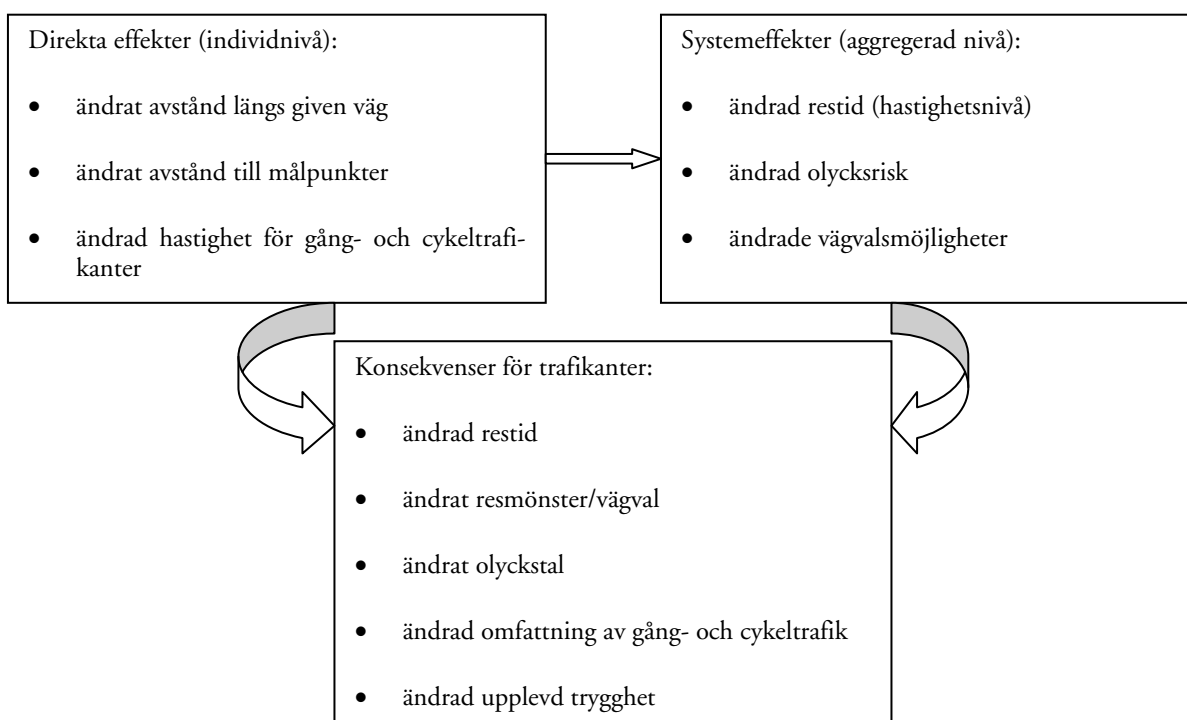 Direkta effekter (individnivå):
• ändrat avstånd längs given väg
• ändrat avstånd till målpunkter
• ändrad hastighet för gång- och cykeltrafi-
kanter
Systemeffekter (aggregerad nivå):
• ändrad restid (hastighetsnivå)
• ändrad olycksrisk
• ändrade vägvalsmöjligheter
Konsekvenser för trafikanter:
• ändrad restid
• ändrat resmönster/vägval
• ändrat olyckstal
• ändrad omfattning av gång- och cykeltrafik
• ändrad upplevd trygghet